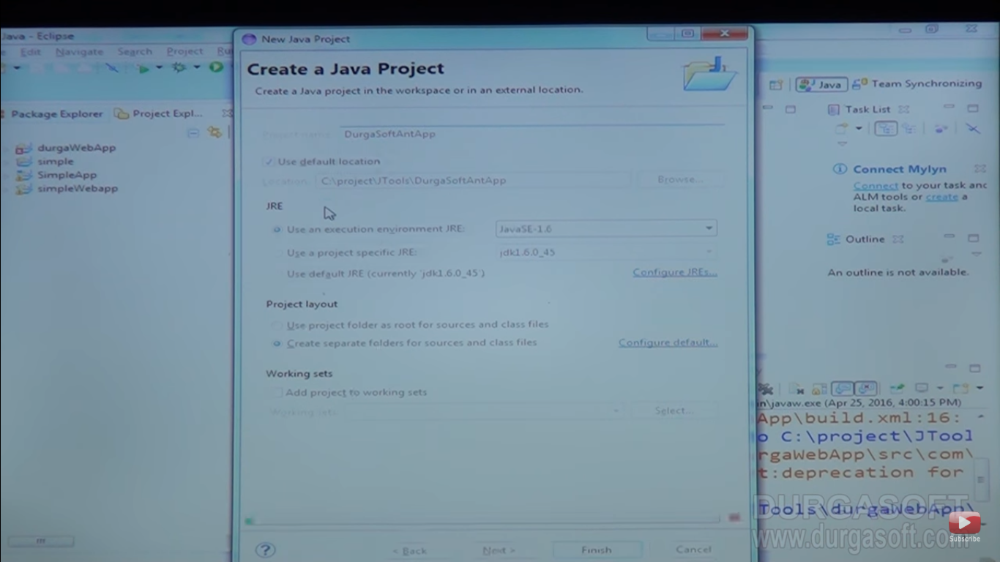 Java - Eclipse
Edit Navigate Search Project Ru
Package Explorer Project Expl...
durgaWebApp
simple
SimpleApp
simpleWebapp
New Java Project
Create a Java Project
Create a Java project in the workspace or in an external location.
Project name: DurgaSoftAntApp
Use default location
Location: C:\project\JTools\DurgaSoftAntApp Browse...
JRE
Use an execution environment JRE: JavaSE-1.6
Use a project specific JRE: jdk1.6.0_45
Use default JRE (currently 'jdk1.6.0_45') Configure JREs...
Project layout
Use project folder as root for sources and class files
Create separate folders for sources and class files Configure default...
Working sets
Add project to working sets
Working sets: Select...
? < Back Next > Finish Cancel
Java Team Synchronizing
Task List
Connect Mylyn
Connect to your task and
ALM tools or create a
local task.
Outline
An outline is not available.
in\javaw.exe (Apr 25, 2016, 4:00:15 PM)
App\build.xml:16:
o C:\project\JTool
rgaWebApp\src\com\
t:deprecation for
Tools\durgaWebApp\
DURGASOFT
www.durgasoft.com
Subscribe